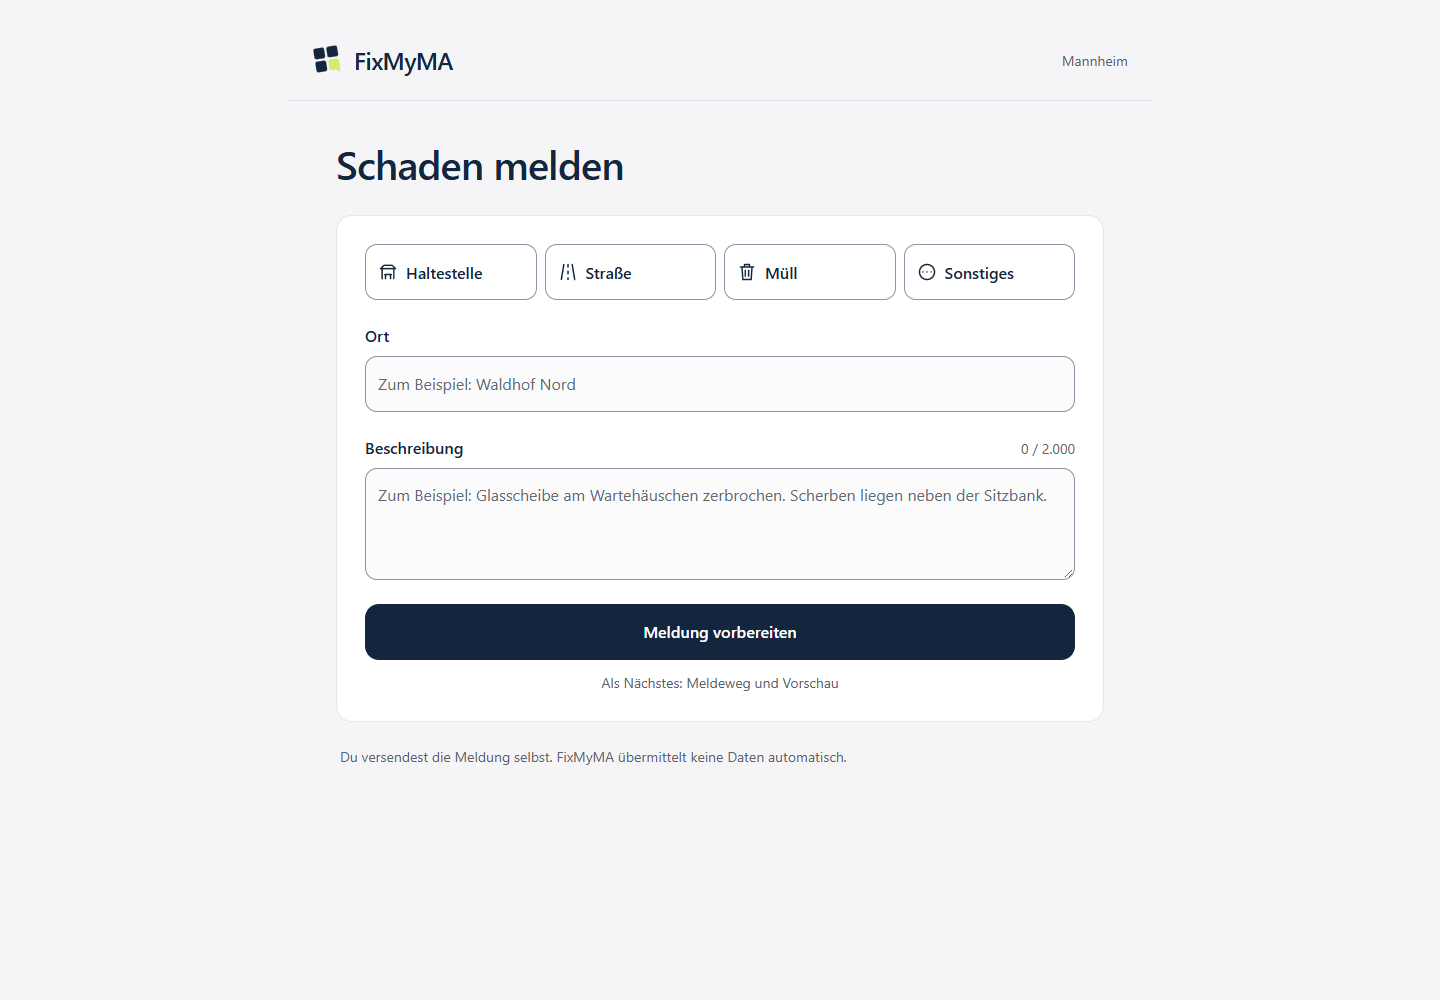 FixMyMA
Mannheim
Schaden melden
Haltestelle
Straße
Müll
Sonstiges
Ort
Zum Beispiel: Waldhof Nord
Beschreibung
0 / 2.000
Zum Beispiel: Glasscheibe am Wartehäuschen zerbrochen. Scherben liegen neben der Sitzbank.
Meldung vorbereiten
Als Nächstes: Meldeweg und Vorschau
Du versendest die Meldung selbst. FixMyMA übermittelt keine Daten automatisch.